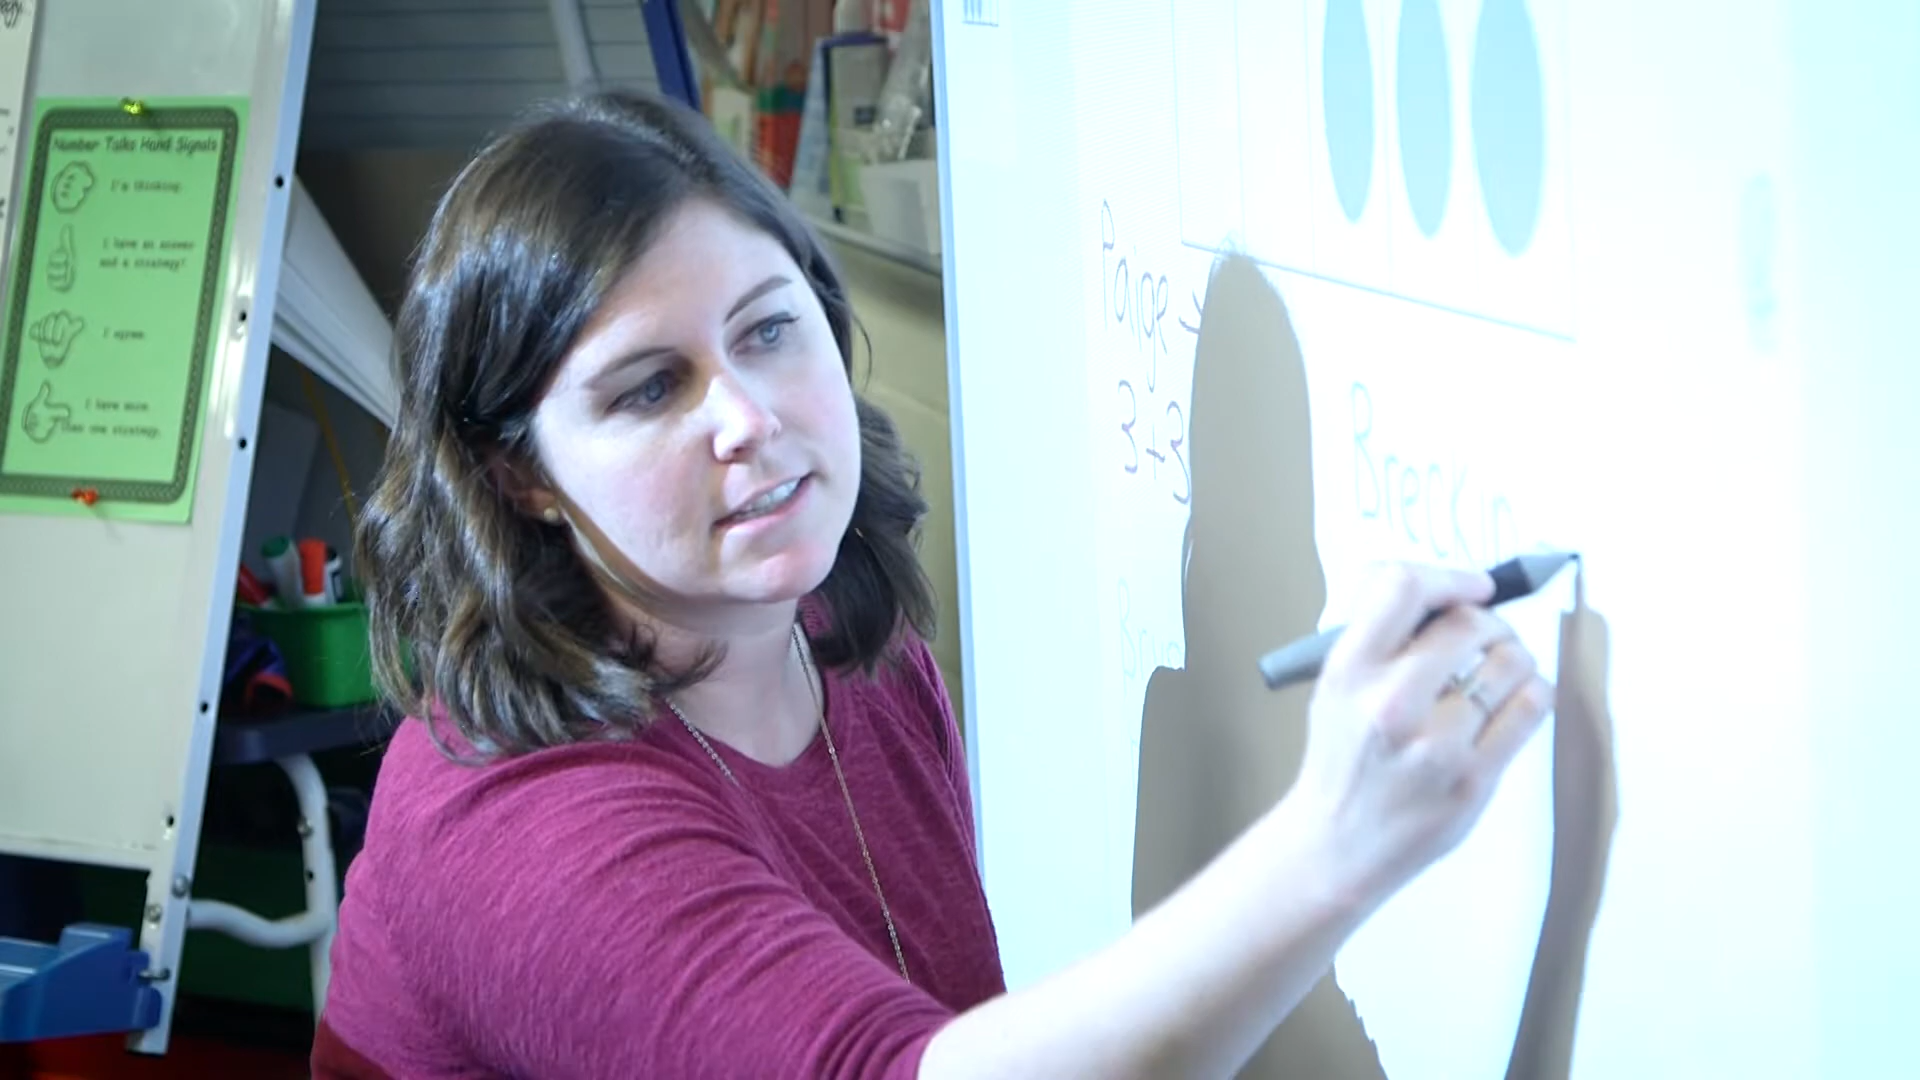 Number Talks Hand Signals
I'm thinking.
I have an answer
and a strategy!
I agree.
I have more
than one strategy.
Paige
3+3
Breckin